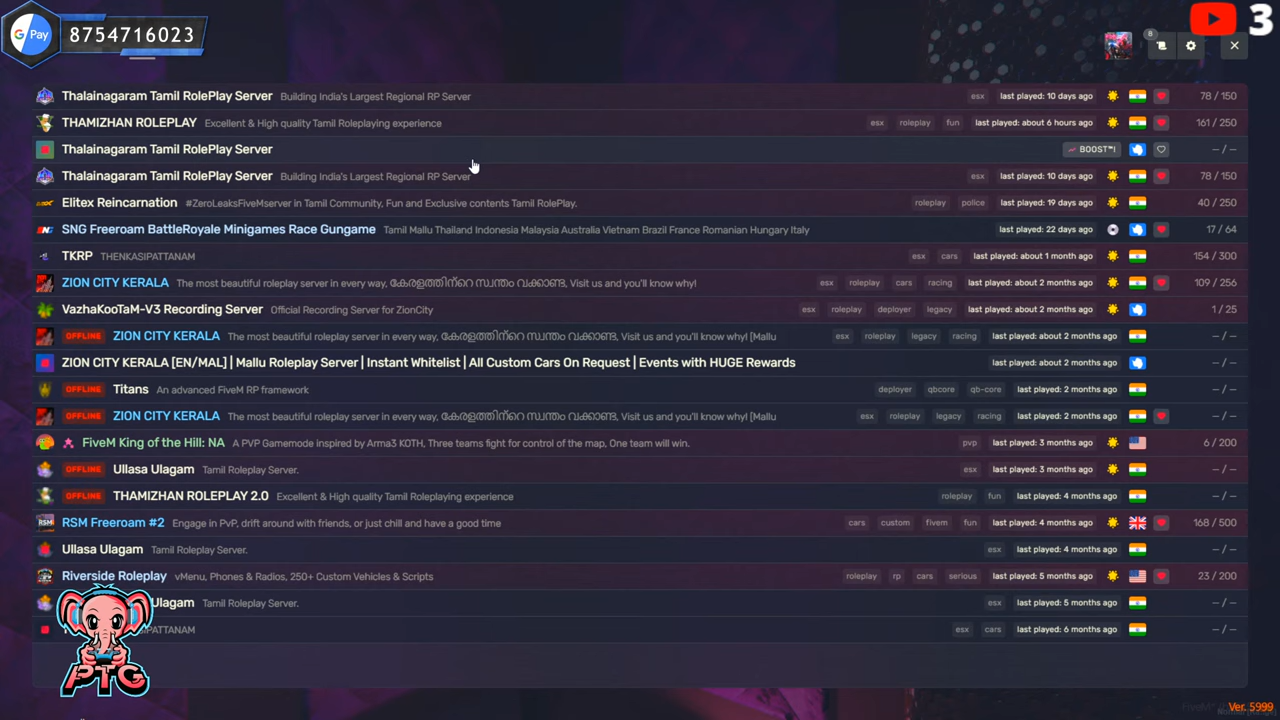 G Pay 8754716023
3
8
Thalainagaram Tamil RolePlay Server Building India's Largest Regional RP Server esx last played: 10 days ago 78 / 150
THAMIZHAN ROLEPLAY Excellent & High quality Tamil Roleplaying experience esx roleplay fun last played: about 6 hours ago 161 / 250
Thalainagaram Tamil RolePlay Server BOOST™! – / –
Thalainagaram Tamil RolePlay Server Building India's Largest Regional RP Server esx last played: 10 days ago 78 / 150
Elitex Reincarnation #ZeroLeaksFiveMserver in Tamil Community, Fun and Exclusive contents Tamil RolePlay. roleplay police last played: 19 days ago 40 / 250
SNG Freeroam BattleRoyale Minigames Race Gungame Tamil Mallu Thailand Indonesia Malaysia Australia Vietnam Brazil France Romanian Hungary Italy last played: 22 days ago 17 / 64
TKRP THENKASIPATTANAM esx cars last played: about 1 month ago 154 / 300
ZION CITY KERALA The most beautiful roleplay server in every way, കേരളത്തിന്റെ സ്വന്തം വക്കാണ്ട, Visit us and you'll know why! esx roleplay cars racing last played: about 2 months ago 109 / 256
VazhaKooTaM-V3 Recording Server Official Recording Server for ZionCity esx roleplay deployer legacy last played: about 2 months ago 1 / 25
OFFLINE ZION CITY KERALA The most beautiful roleplay server in every way, കേരളത്തിന്റെ സ്വന്തം വക്കാണ്ട, Visit us and you'll know why! [Mallu esx roleplay legacy racing last played: about 2 months ago – / –
ZION CITY KERALA [EN/MAL] | Mallu Roleplay Server | Instant Whitelist | All Custom Cars On Request | Events with HUGE Rewards last played: about 2 months ago – / –
OFFLINE Titans An advanced FiveM RP framework deployer qbcore qb-core last played: 2 months ago – / –
OFFLINE ZION CITY KERALA The most beautiful roleplay server in every way, കേരളത്തിന്റെ സ്വന്തം വക്കാണ്ട, Visit us and you'll know why! [Mallu esx roleplay legacy racing last played: 2 months ago – / –
FiveM King of the Hill: NA A PVP Gamemode inspired by Arma3 KOTH, Three teams fight for control of the map, One team will win. pvp last played: 3 months ago 6 / 200
OFFLINE Ullasa Ulagam Tamil Roleplay Server. esx last played: 3 months ago – / –
OFFLINE THAMIZHAN ROLEPLAY 2.0 Excellent & High quality Tamil Roleplaying experience roleplay fun last played: 4 months ago – / –
RSM RSM Freeroam #2 Engage in PvP, drift around with friends, or just chill and have a good time cars custom fivem fun last played: 4 months ago 168 / 500
Ullasa Ulagam Tamil Roleplay Server. esx last played: 4 months ago – / –
Riverside Roleplay vMenu, Phones & Radios, 250+ Custom Vehicles & Scripts roleplay rp cars serious last played: 5 months ago 23 / 200
Ulagam Tamil Roleplay Server. esx last played: 5 months ago – / –
SIPATTANAM esx cars last played: 6 months ago – / –
PTG
Ver. 5999